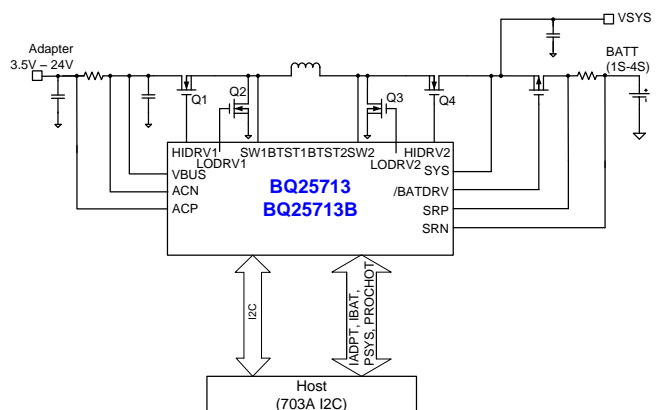 VSYS
Adapter
3.5V – 24V
BATT
(1S-4S)
Q1
Q2
Q3
Q4
HIDRV1
LODRV1
SW1
BTST1
BTST2
SW2
LODRV2
HIDRV2
VBUS
ACN
ACP
BQ25713
BQ25713B
SYS
/BATDRV
SRP
SRN
I2C
IADPT, IBAT,
PSYS, PROCHOT
Host
(703A I2C)